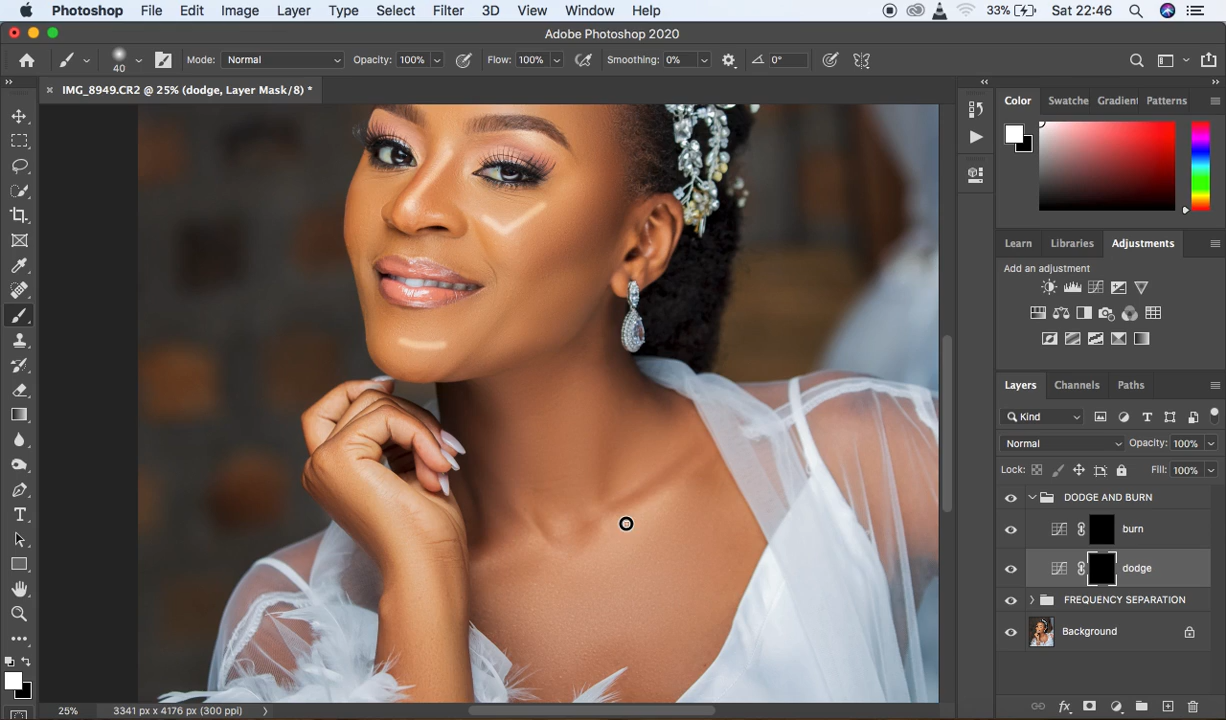 Photoshop File Edit Image Layer Type Select Filter 3D View Window Help 33% Sat 22:46
Adobe Photoshop 2020
40 Mode: Normal Opacity: 100% Flow: 100% Smoothing: 0% 0°
× IMG_8949.CR2 @ 25% (dodge, Layer Mask/8) *
Color Swatche Gradient Patterns
Learn Libraries Adjustments
Add an adjustment
Layers Channels Paths
Kind
Normal Opacity: 100%
Lock: Fill: 100%
DODGE AND BURN
burn
dodge
FREQUENCY SEPARATION
Background
25% 3341 px x 4176 px (300 ppi)